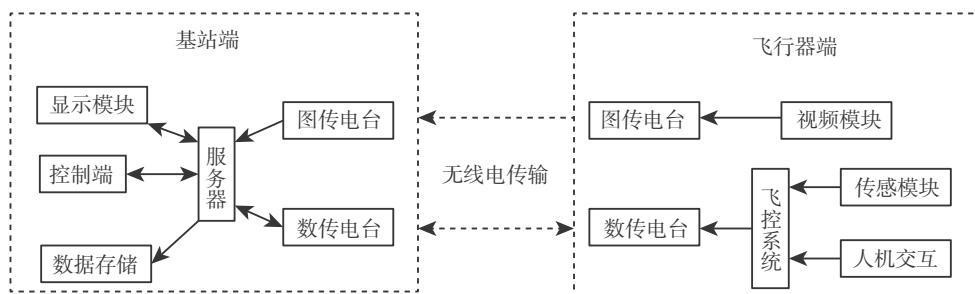 基站端
显示模块
控制端
数据存储
服务器
图传电台
数传电台
无线电传输
飞行器端
图传电台
视频模块
数传电台
飞控系统
传感模块
人机交互